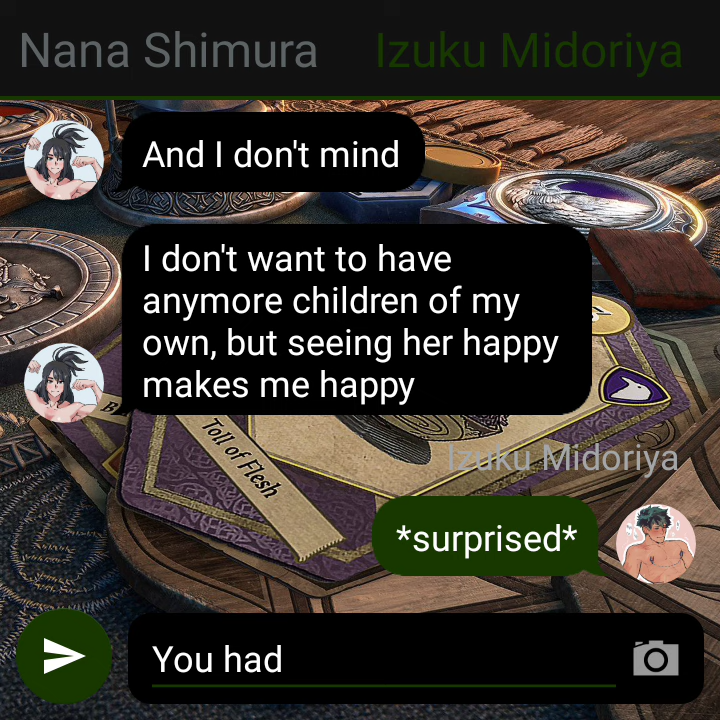 Nana Shimura
Izuku Midoriya
And I don't mind
I don't want to have
anymore children of my
own, but seeing her happy
makes me happy
Toll of Flesh
Izuku Midoriya
*surprised*
You had